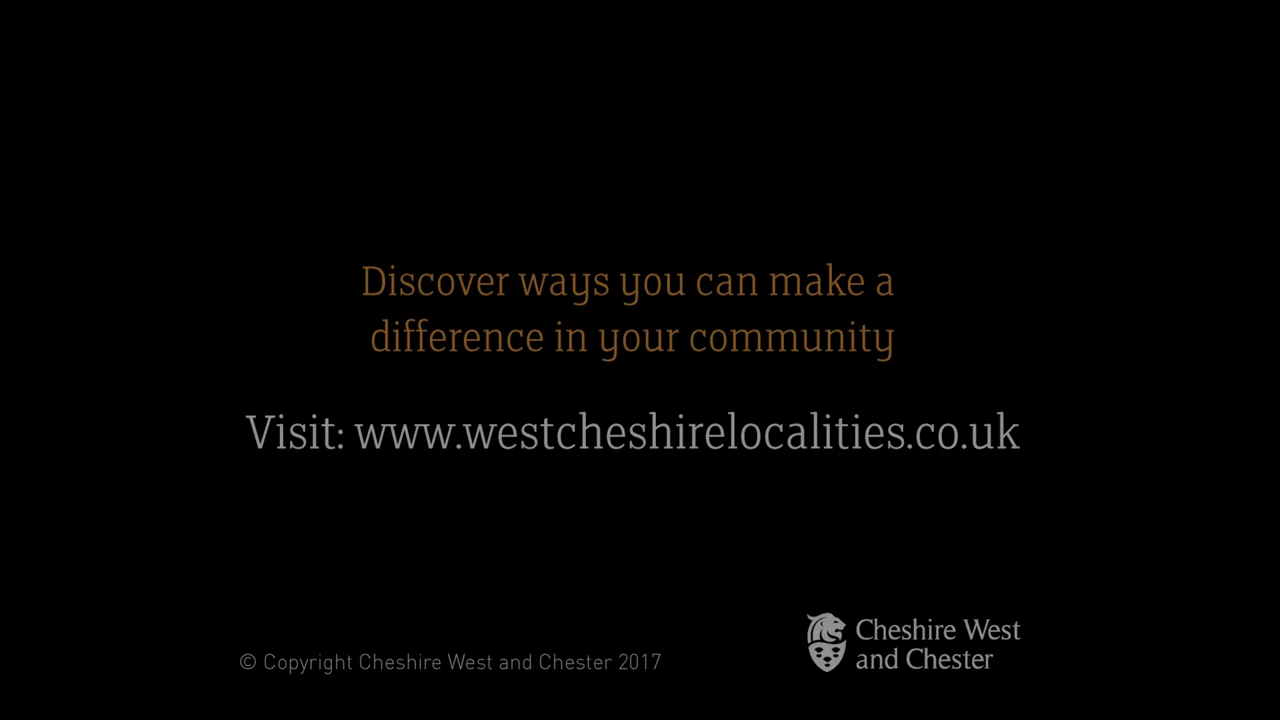 Discover ways you can make a
difference in your community
Visit: www.westcheshirelocalities.co.uk
© Copyright Cheshire West and Chester 2017
Cheshire West
and Chester